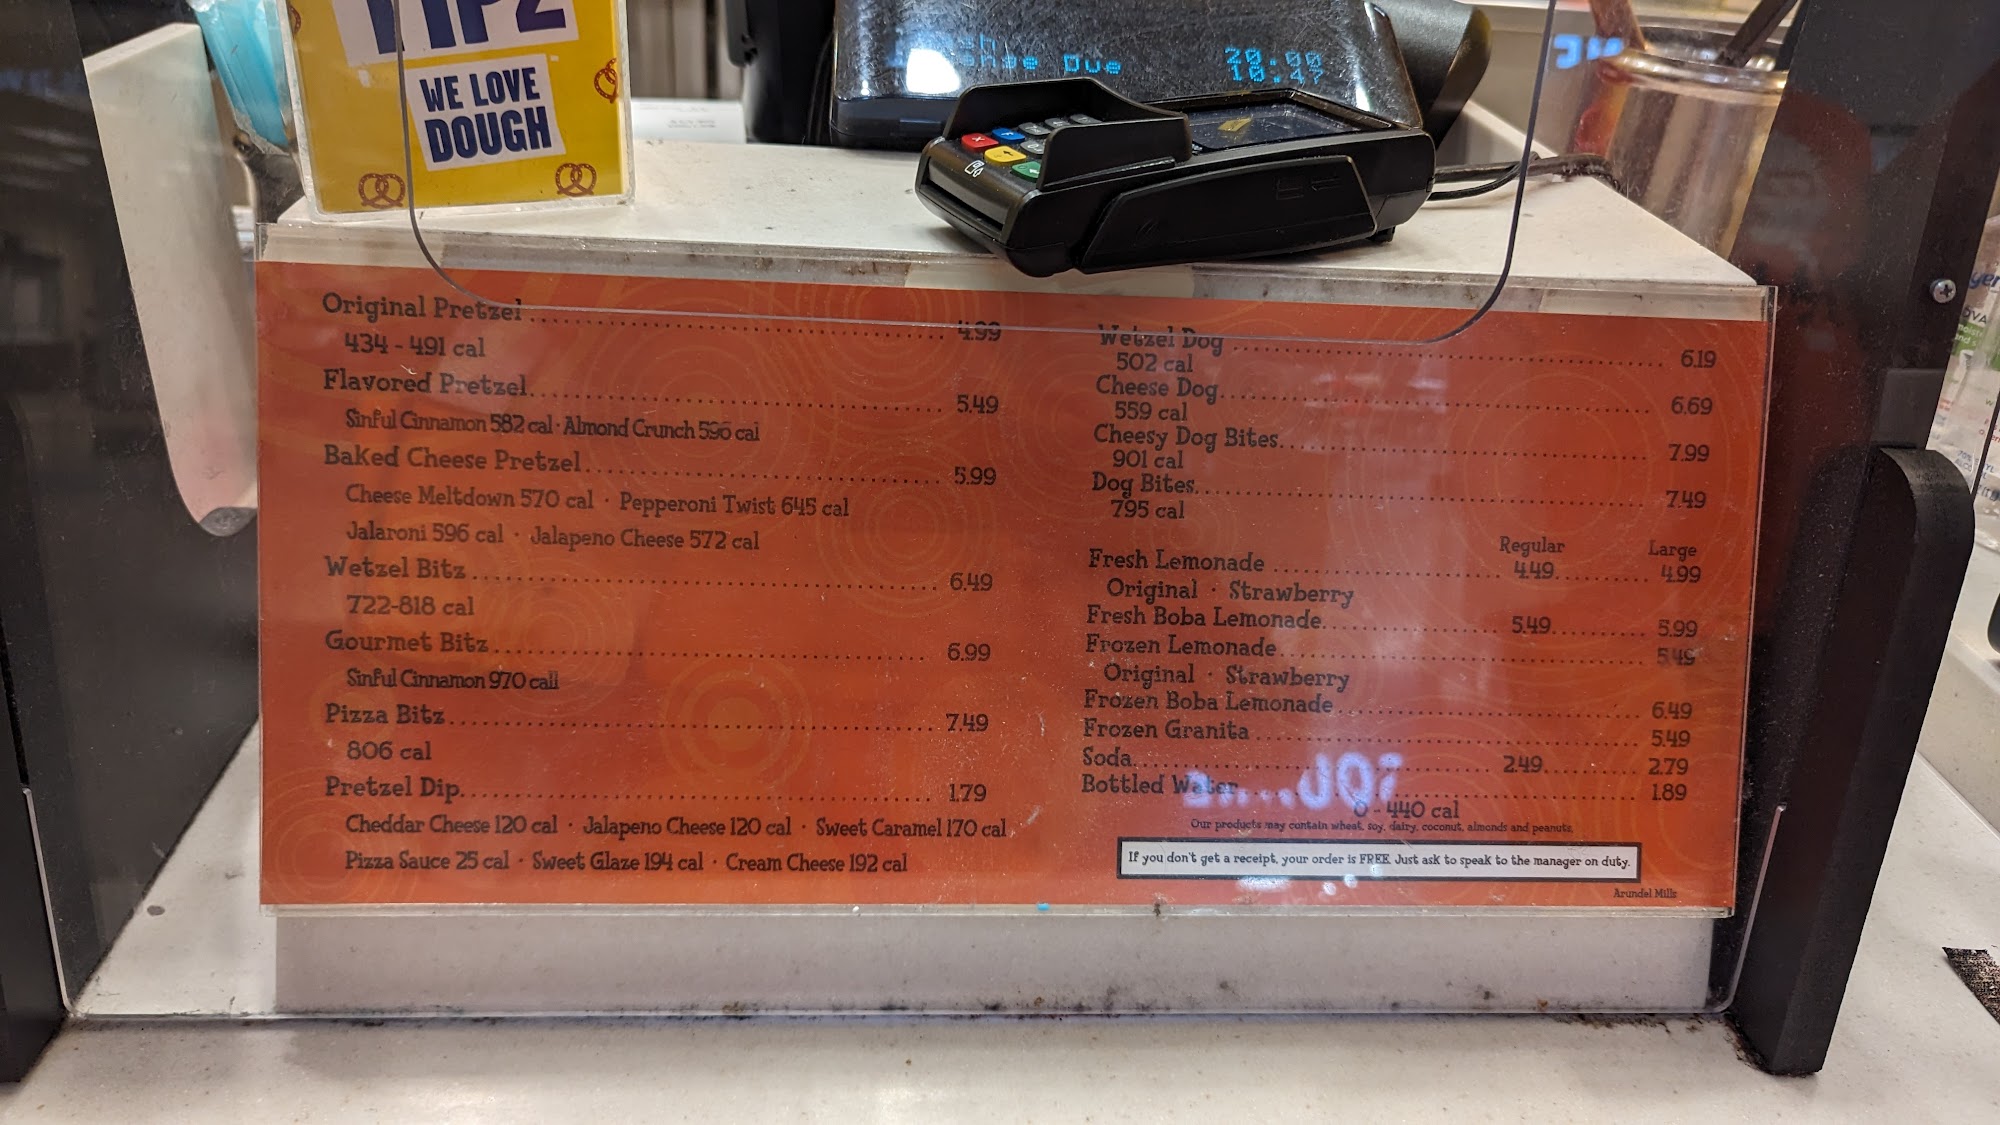 WE LOVE
DOUGH
Due 20.00
10.47
Original Pretzel 4.99
434 - 491 cal
Flavored Pretzel 5.49
Sinful Cinnamon 582 cal · Almond Crunch 596 cal
Baked Cheese Pretzel 5.99
Cheese Meltdown 570 cal · Pepperoni Twist 645 cal
Jalaroni 596 cal · Jalapeno Cheese 572 cal
Wetzel Bitz 6.49
722-818 cal
Gourmet Bitz 6.99
Sinful Cinnamon 970 call
Pizza Bitz 7.49
806 cal
Pretzel Dip 1.79
Cheddar Cheese 120 cal · Jalapeno Cheese 120 cal · Sweet Caramel 170 cal
Pizza Sauce 25 cal · Sweet Glaze 194 cal · Cream Cheese 192 cal
Wetzel Dog 6.19
502 cal
Cheese Dog 6.69
559 cal
Cheesy Dog Bites 7.99
901 cal
Dog Bites 7.49
795 cal
Regular Large
Fresh Lemonade 4.49 4.99
Original · Strawberry
Fresh Boba Lemonade 5.49 5.99
Frozen Lemonade 5.49
Original · Strawberry
Frozen Boba Lemonade 6.49
Frozen Granita 5.49
Soda 2.49 2.79
Bottled Water 1.89
0 - 440 cal
Our products may contain wheat, soy, dairy, coconut, almonds and peanuts.
If you don't get a receipt, your order is FREE. Just ask to speak to the manager on duty.
Arundel Mills